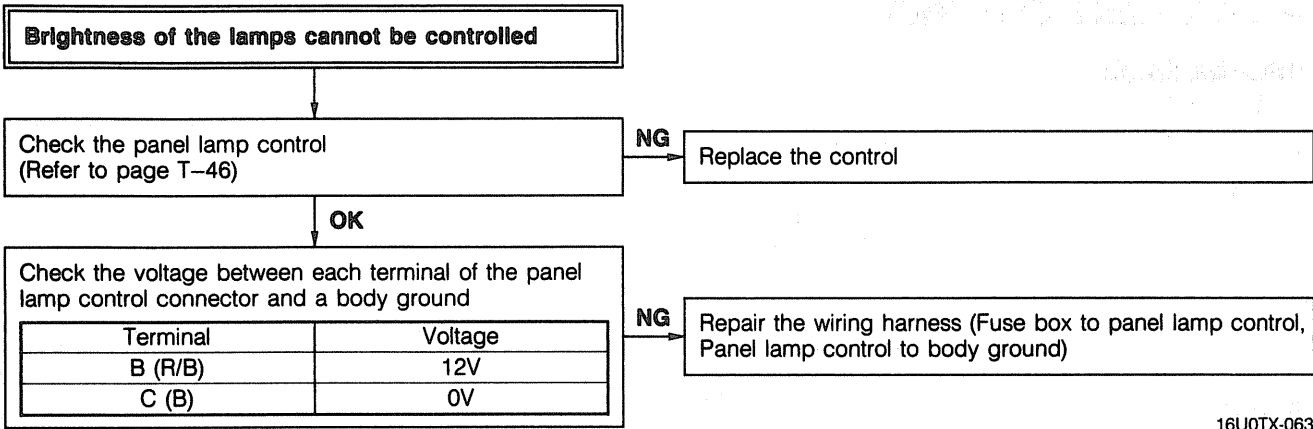 Brightness of the lamps cannot be controlled
Check the panel lamp control
(Refer to page T–46)
NG
Replace the control
OK
Check the voltage between each terminal of the panel
lamp control connector and a body ground
Terminal Voltage
B (R/B) 12V
C (B) 0V
NG
Repair the wiring harness (Fuse box to panel lamp control,
Panel lamp control to body ground)
16U0TX-063